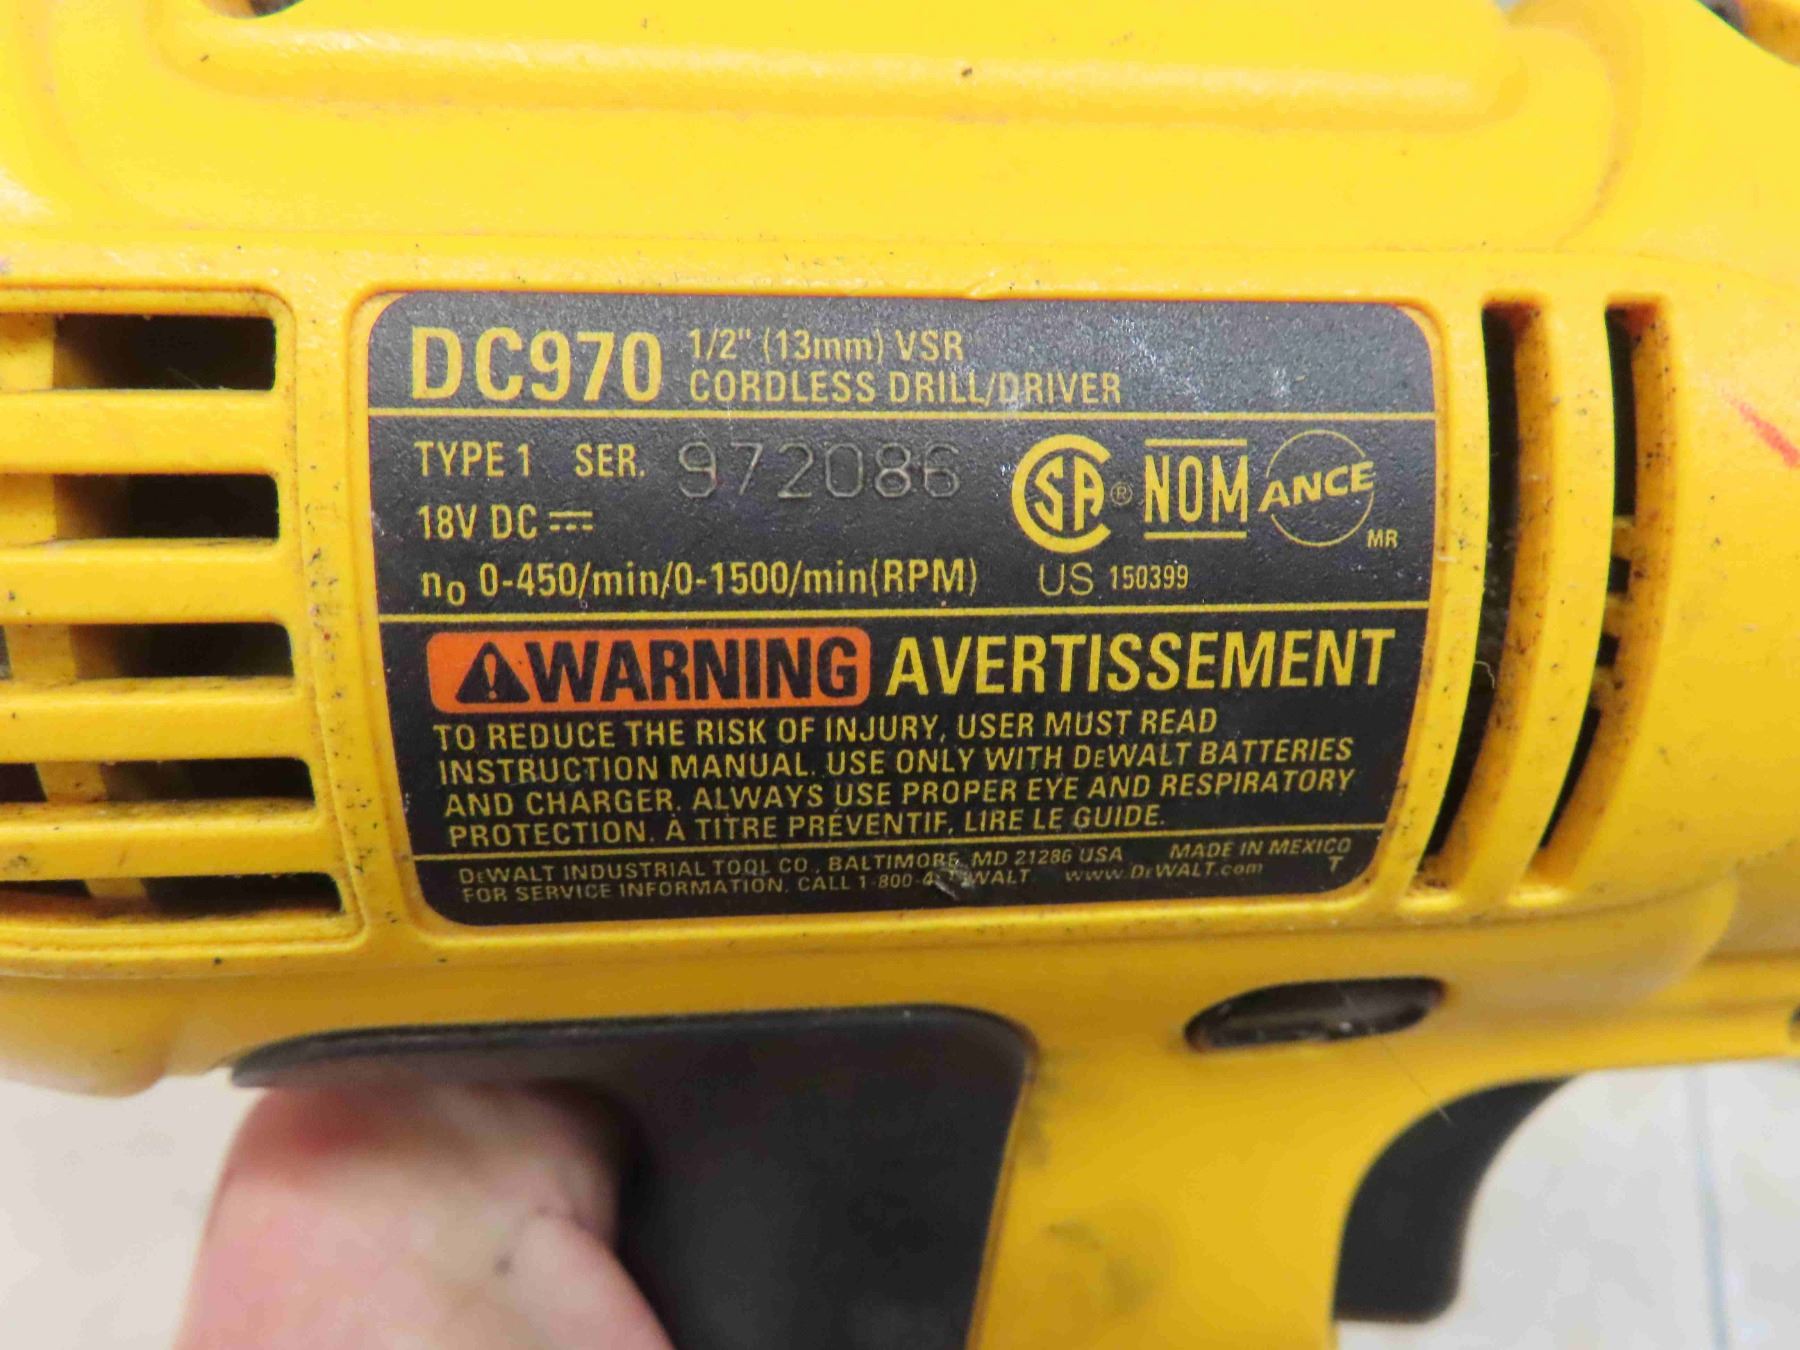 DC970 1/2" (13mm) VSR
CORDLESS DRILL/DRIVER
TYPE 1 SER. 972086
18V DC
n₀ 0-450/min/0-1500/min(RPM)
CSA ® NOM ANCE MR
US 150399
WARNING AVERTISSEMENT
TO REDUCE THE RISK OF INJURY, USER MUST READ
INSTRUCTION MANUAL. USE ONLY WITH DEWALT BATTERIES
AND CHARGER. ALWAYS USE PROPER EYE AND RESPIRATORY
PROTECTION. À TITRE PRÉVENTIF, LIRE LE GUIDE.
DEWALT INDUSTRIAL TOOL CO., BALTIMORE, MD 21286 USA MADE IN MEXICO
FOR SERVICE INFORMATION, CALL www.DEWALT.com T